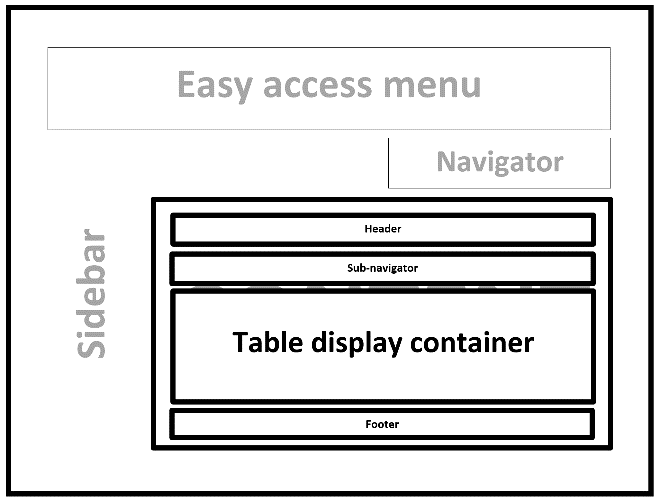 Easy access menu
Navigator
Sidebar
Header
Sub-navigator
Table display container
Footer